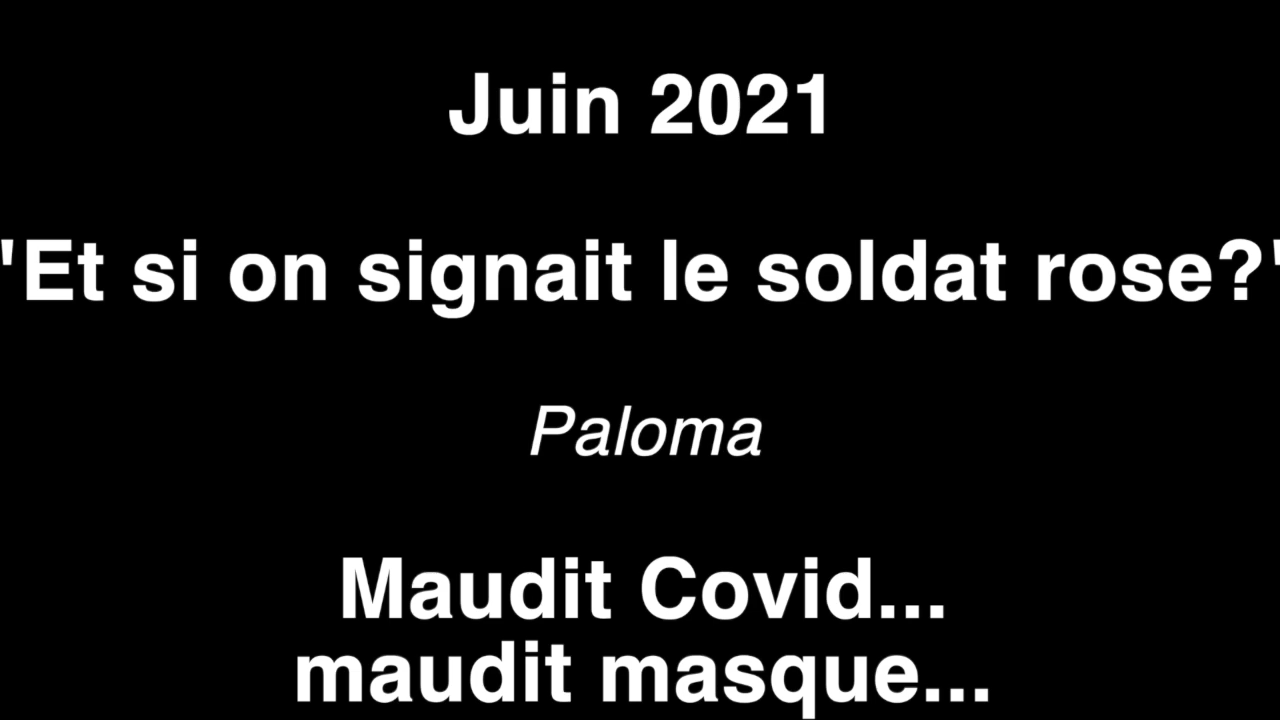 Juin 2021
'Et si on signait le soldat rose?'
Paloma
Maudit Covid...
maudit masque...